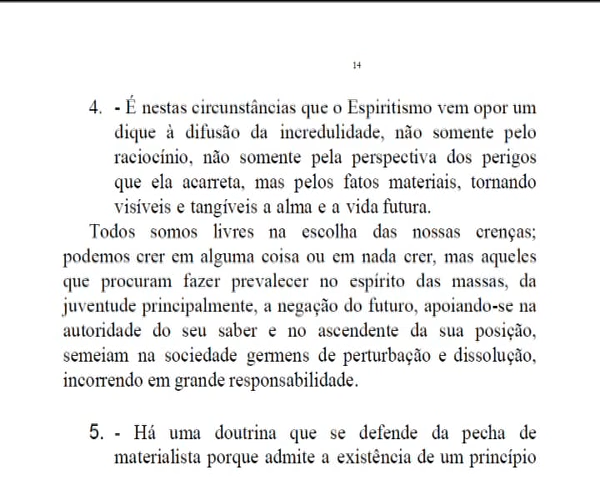 14
4. - É nestas circunstâncias que o Espiritismo vem opor um
dique à difusão da incredulidade, não somente pelo
raciocínio, não somente pela perspectiva dos perigos
que ela acarreta, mas pelos fatos materiais, tornando
visíveis e tangíveis a alma e a vida futura.
Todos somos livres na escolha das nossas crenças;
podemos crer em alguma coisa ou em nada crer, mas aqueles
que procuram fazer prevalecer no espírito das massas, da
juventude principalmente, a negação do futuro, apoiando-se na
autoridade do seu saber e no ascendente da sua posição,
semeiam na sociedade germens de perturbação e dissolução,
incorrendo em grande responsabilidade.
5. - Há uma doutrina que se defende da pecha de
materialista porque admite a existência de um princípio